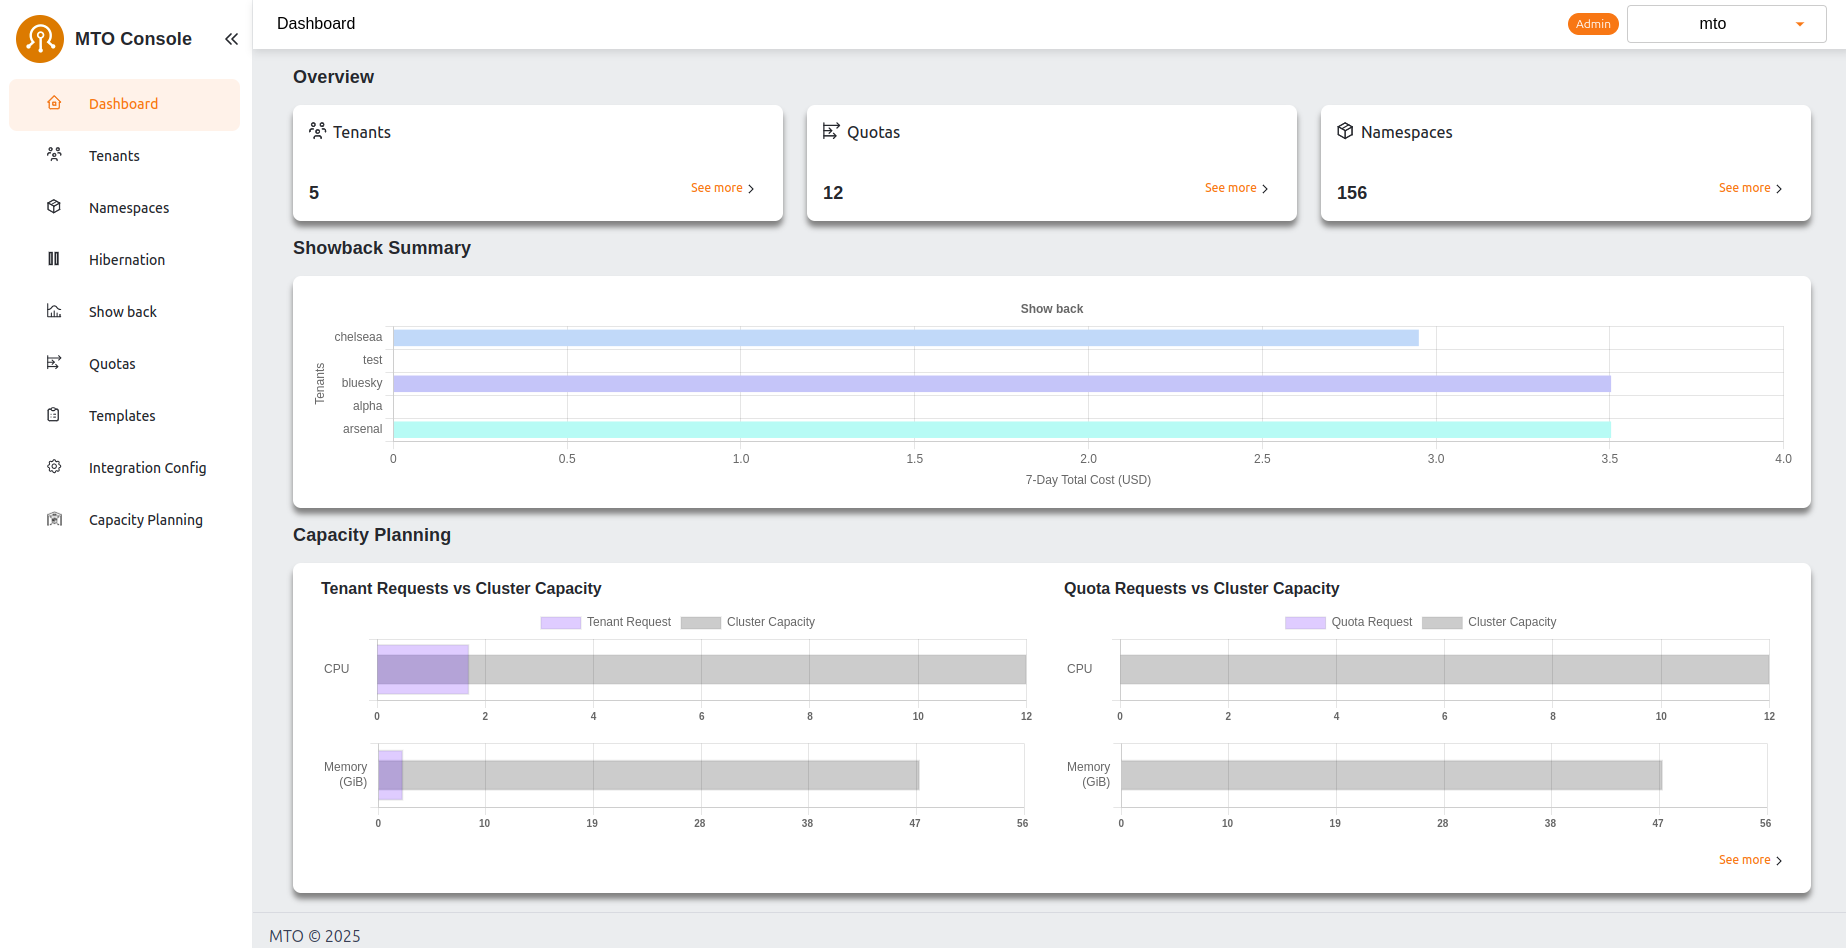 MTO Console
Dashboard
Tenants
Namespaces
Hibernation
Show back
Quotas
Templates
Integration Config
Capacity Planning
Dashboard
Admin
mto
Overview
Tenants
5
See more
Quotas
12
See more
Namespaces
156
See more
Showback Summary
Show back
Tenants
chelseaa
test
bluesky
alpha
arsenal
0 0.5 1.0 1.5 2.0 2.5 3.0 3.5 4.0
7-Day Total Cost (USD)
Capacity Planning
Tenant Requests vs Cluster Capacity
Tenant Request Cluster Capacity
CPU
0 2 4 6 8 10 12
Memory
(GiB)
0 10 19 28 38 47 56
Quota Requests vs Cluster Capacity
Quota Request Cluster Capacity
CPU
0 2 4 6 8 10 12
Memory
(GiB)
0 10 19 28 38 47 56
See more
MTO © 2025